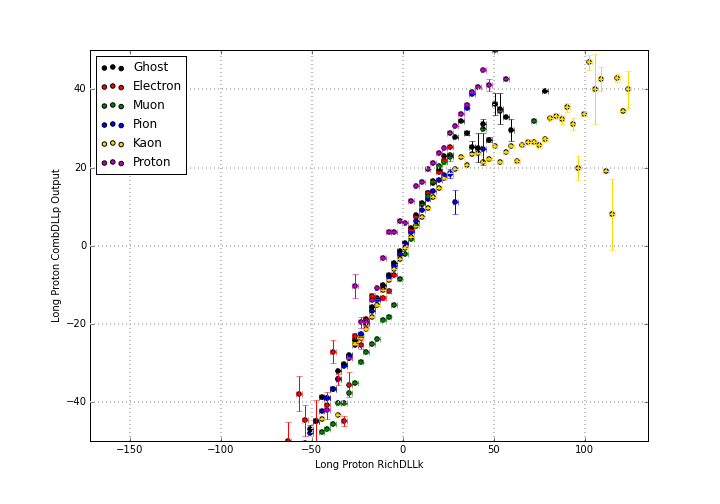 Long Proton CombDLLp Output
40
20
0
−20
−40
Ghost
Electron
Muon
Pion
Kaon
Proton
−150
−100
−50
0
50
100
Long Proton RichDLLk